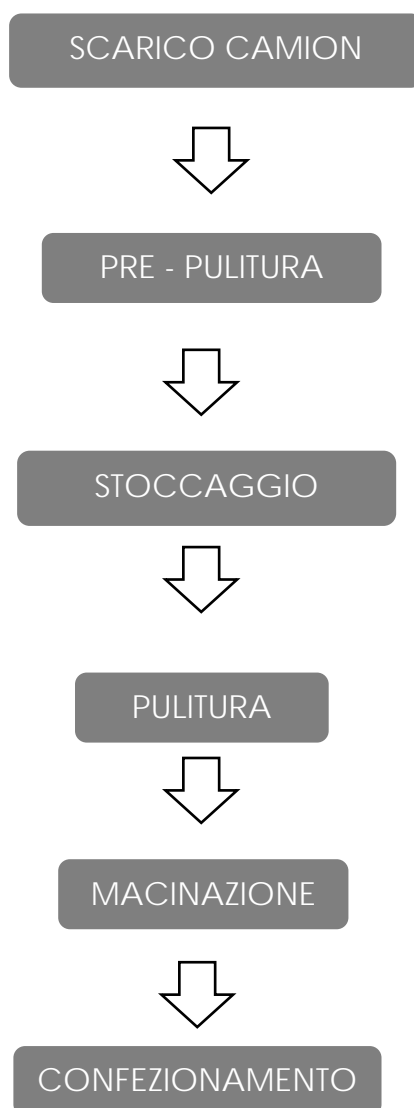 SCARICO CAMION
PRE - PULITURA
STOCCAGGIO
PULITURA
MACINAZIONE
CONFEZIONAMENTO